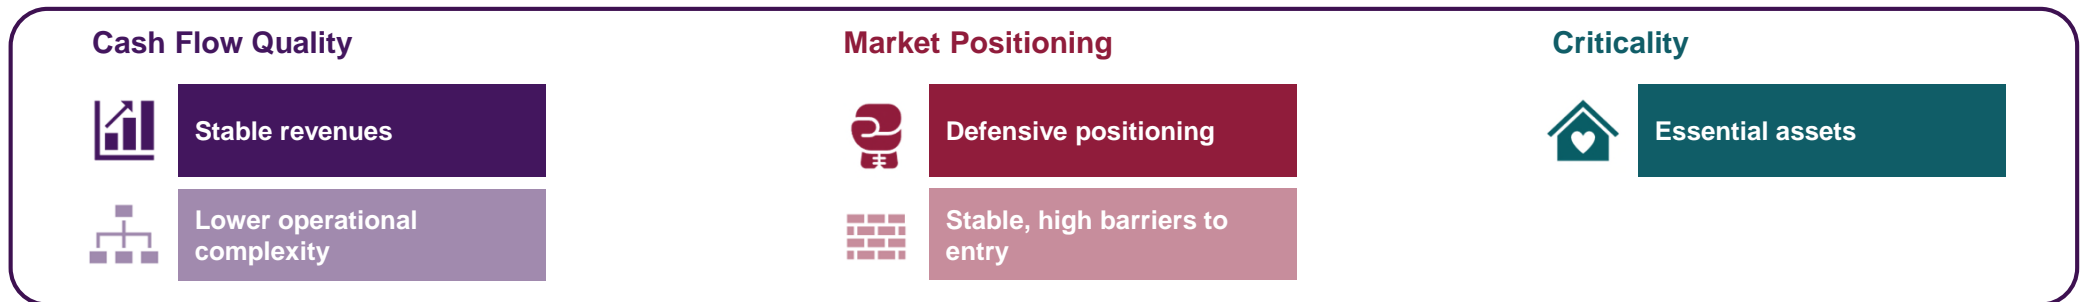 Cash Flow Quality
Stable revenues
Lower operational
complexity
Market Positioning
Defensive positioning
Stable, high barriers to
entry
Criticality
Essential assets